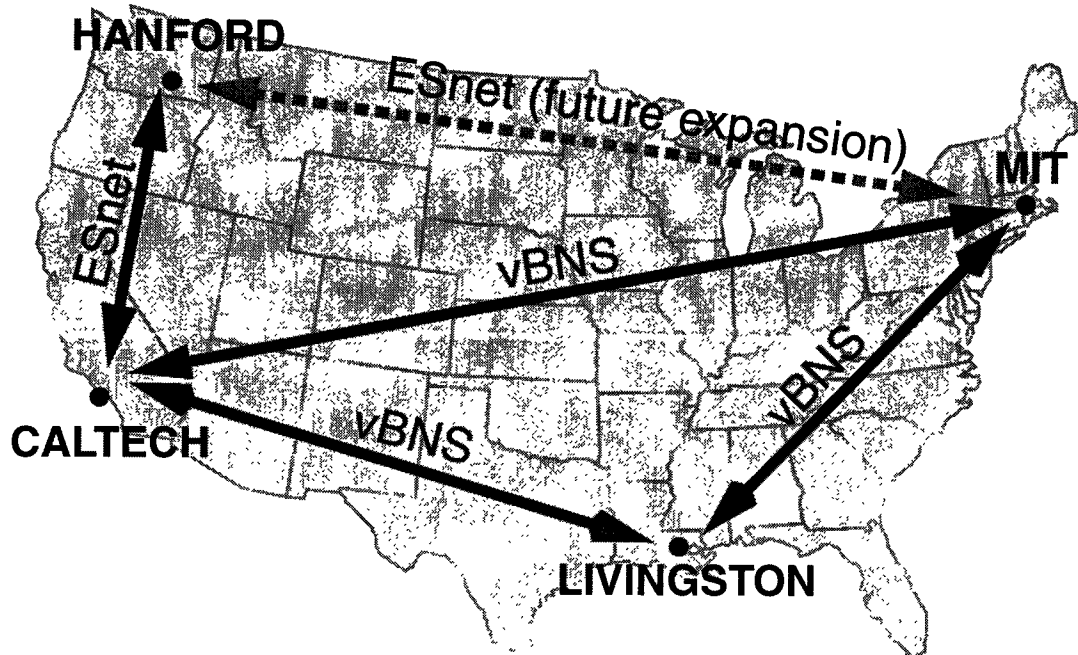 HANFORD
ESnet (future expansion)
MIT
ESnet
vBNS
vBNS
CALTECH
vBNS
LIVINGSTON